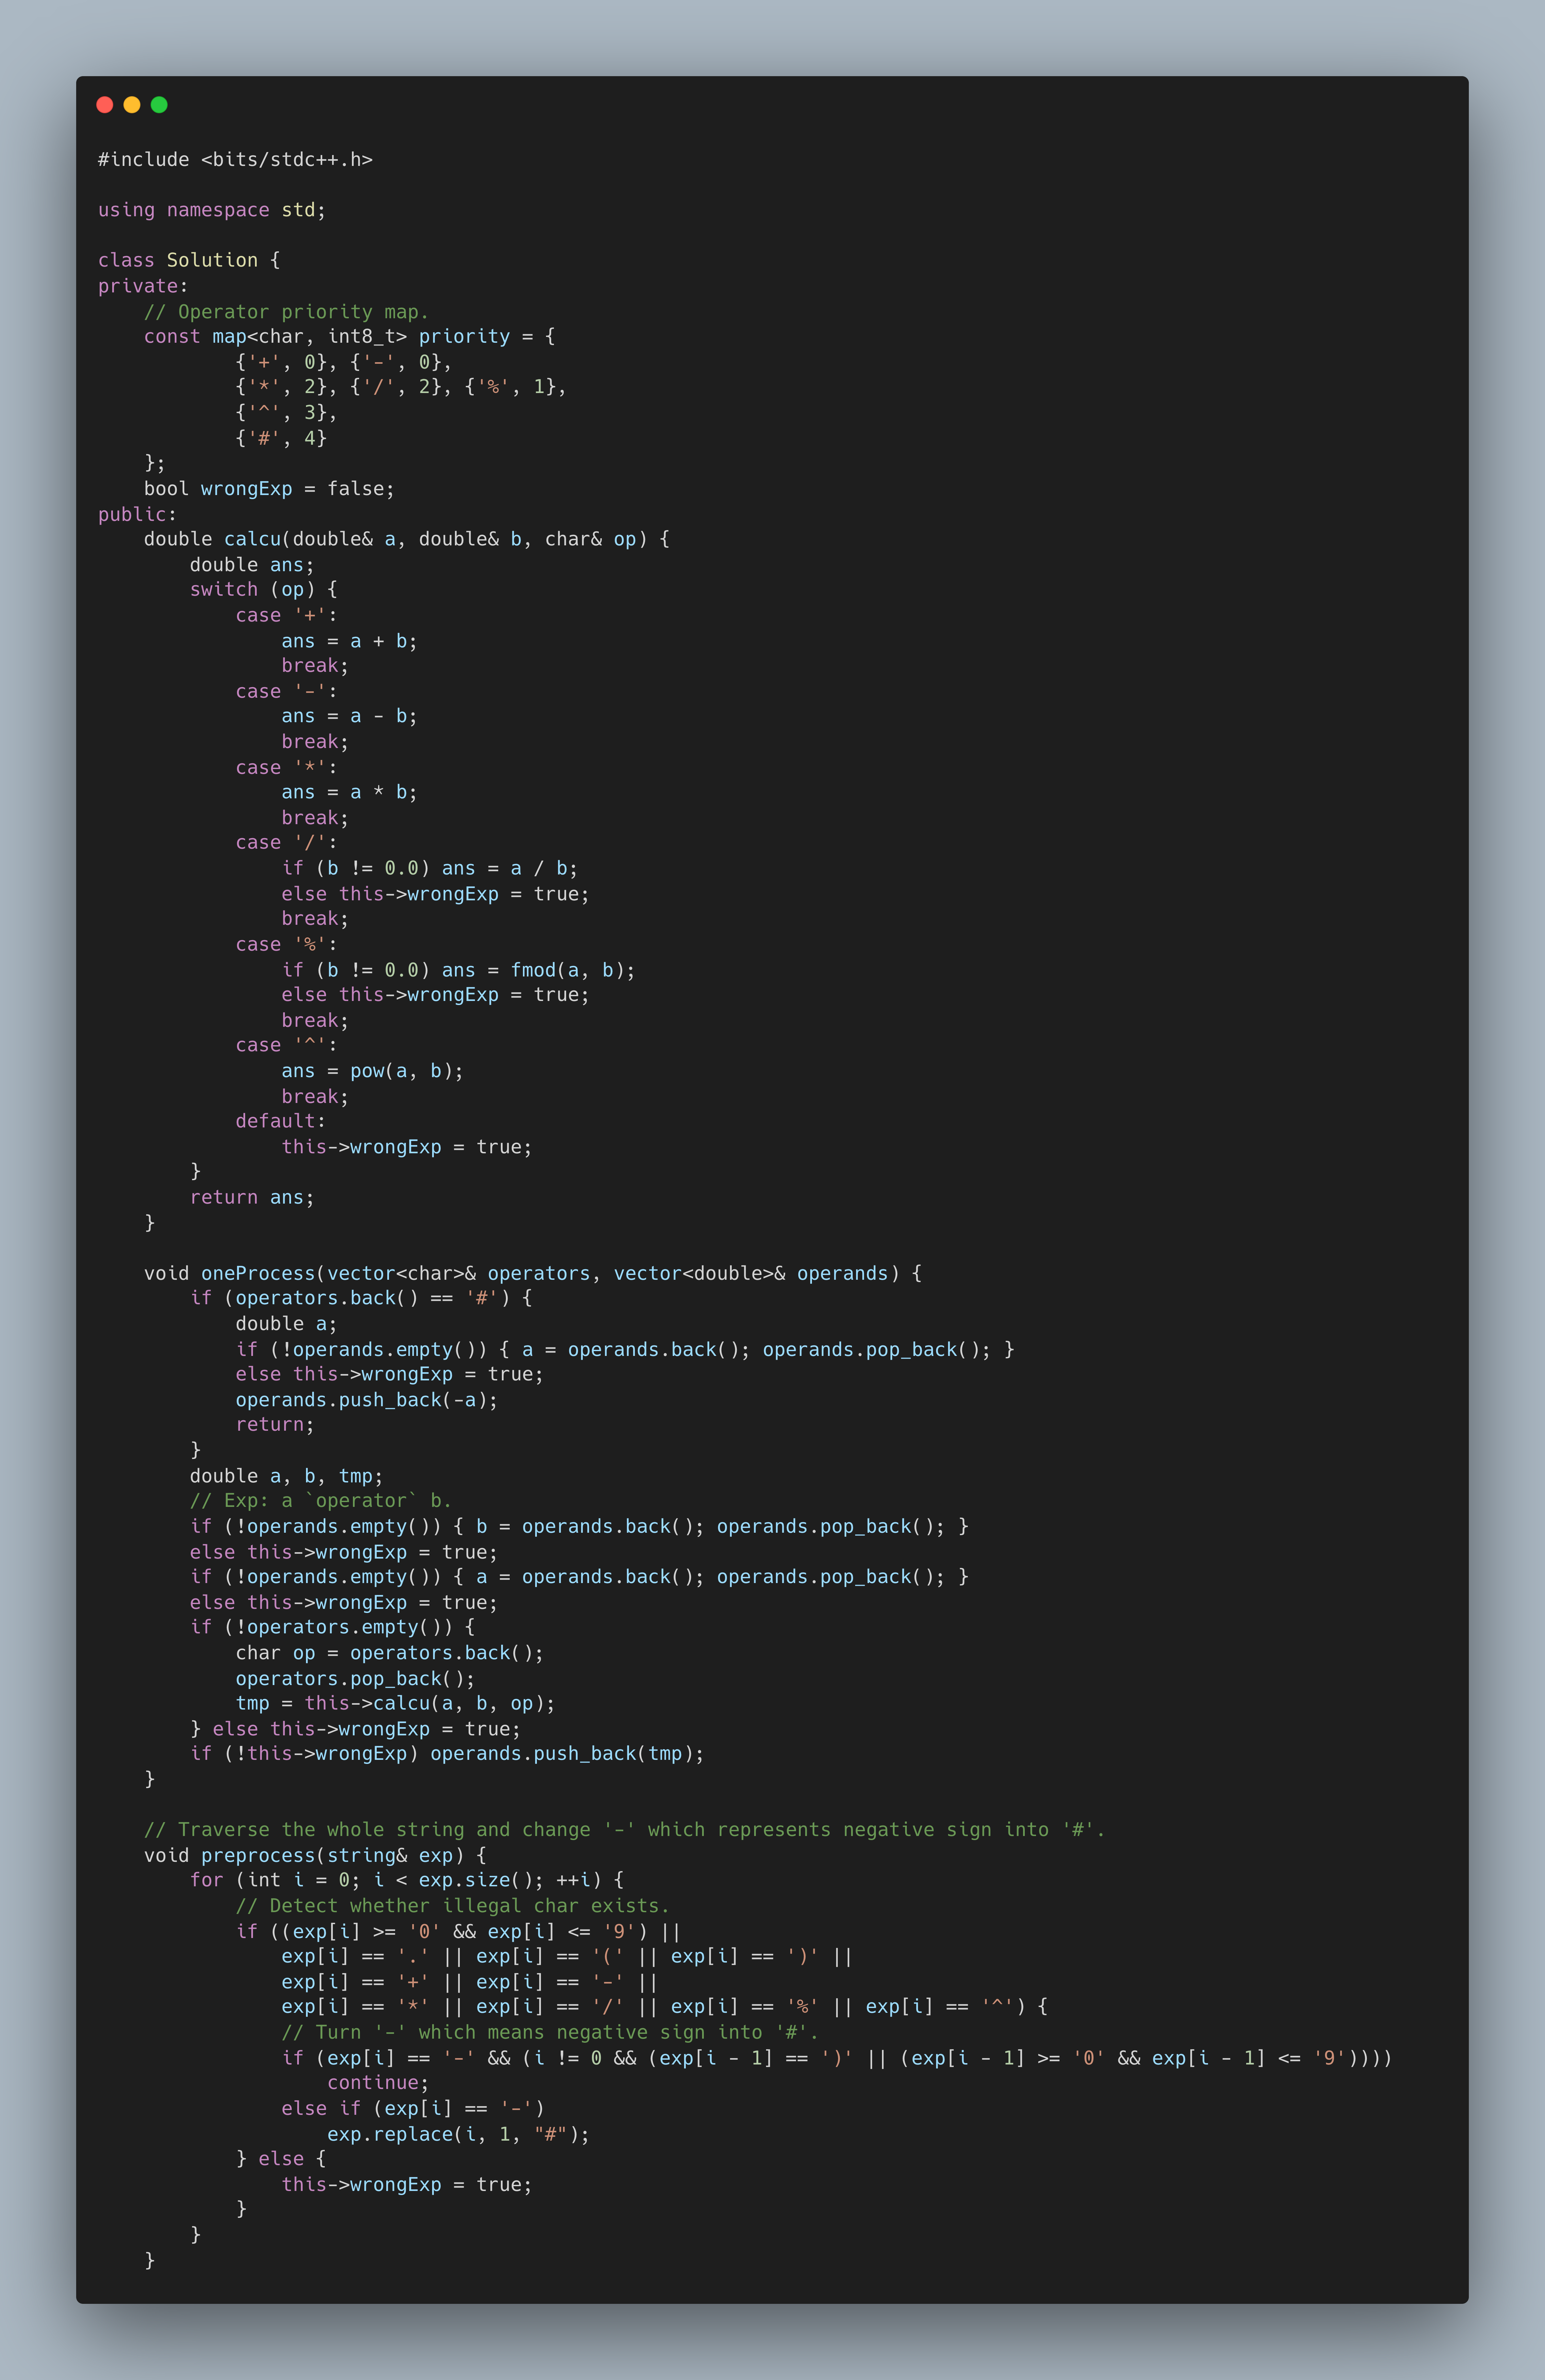 #include <bits/stdc++.h>

using namespace std;

class Solution {
private:
    // Operator priority map.
    const map<char, int8_t> priority = {
            {'+', 0}, {'-', 0},
            {'*', 2}, {'/', 2}, {'%', 1},
            {'^', 3},
            {'#', 4}
    };
    bool wrongExp = false;
public:
    double calcu(double& a, double& b, char& op) {
        double ans;
        switch (op) {
            case '+':
                ans = a + b;
                break;
            case '-':
                ans = a - b;
                break;
            case '*':
                ans = a * b;
                break;
            case '/':
                if (b != 0.0) ans = a / b;
                else this->wrongExp = true;
                break;
            case '%':
                if (b != 0.0) ans = fmod(a, b);
                else this->wrongExp = true;
                break;
            case '^':
                ans = pow(a, b);
                break;
            default:
                this->wrongExp = true;
        }
        return ans;
    }

    void oneProcess(vector<char>& operators, vector<double>& operands) {
        if (operators.back() == '#') {
            double a;
            if (!operands.empty()) { a = operands.back(); operands.pop_back(); }
            else this->wrongExp = true;
            operands.push_back(-a);
            return;
        }
        double a, b, tmp;
        // Exp: a `operator` b.
        if (!operands.empty()) { b = operands.back(); operands.pop_back(); }
        else this->wrongExp = true;
        if (!operands.empty()) { a = operands.back(); operands.pop_back(); }
        else this->wrongExp = true;
        if (!operators.empty()) {
            char op = operators.back();
            operators.pop_back();
            tmp = this->calcu(a, b, op);
        } else this->wrongExp = true;
        if (!this->wrongExp) operands.push_back(tmp);
    }

    // Traverse the whole string and change '-' which represents negative sign into '#'.
    void preprocess(string& exp) {
        for (int i = 0; i < exp.size(); ++i) {
            // Detect whether illegal char exists.
            if ((exp[i] >= '0' && exp[i] <= '9') ||
                exp[i] == '.' || exp[i] == '(' || exp[i] == ')' ||
                exp[i] == '+' || exp[i] == '-' ||
                exp[i] == '*' || exp[i] == '/' || exp[i] == '%' || exp[i] == '^') {
                // Turn '-' which means negative sign into '#'.
                if (exp[i] == '-' && (i != 0 && (exp[i - 1] == ')' || (exp[i - 1] >= '0' && exp[i - 1] <= '9'))))
                    continue;
                else if (exp[i] == '-')
                    exp.replace(i, 1, "#");
            } else {
                this->wrongExp = true;
            }
        }
    }